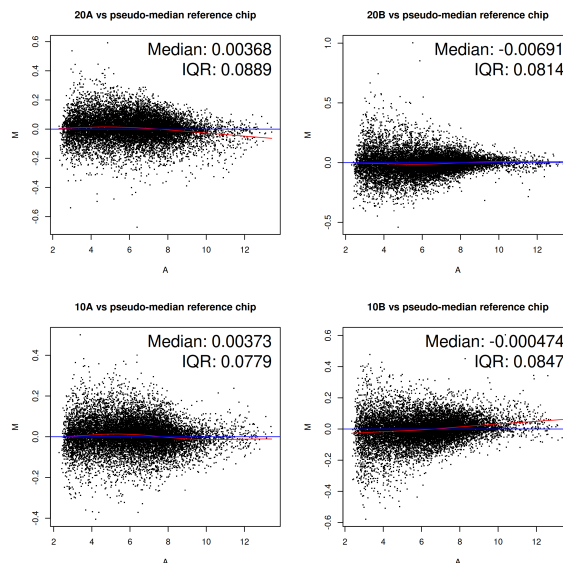 20A vs pseudo-median reference chip
Median: 0.00368
IQR: 0.0889
M
0.6
0.4
0.2
0.0
-0.2
-0.4
-0.6
2 4 6 8 10 12
A
20B vs pseudo-median reference chip
Median: -0.00691
IQR: 0.0814
M
1.0
0.5
0.0
-0.5
2 4 6 8 10 12
A
10A vs pseudo-median reference chip
Median: 0.00373
IQR: 0.0779
M
0.4
0.2
0.0
-0.2
-0.4
2 4 6 8 10 12
A
10B vs pseudo-median reference chip
Median: -0.000474
IQR: 0.0847
M
0.6
0.4
0.2
0.0
-0.2
-0.4
-0.6
2 4 6 8 10 12
A